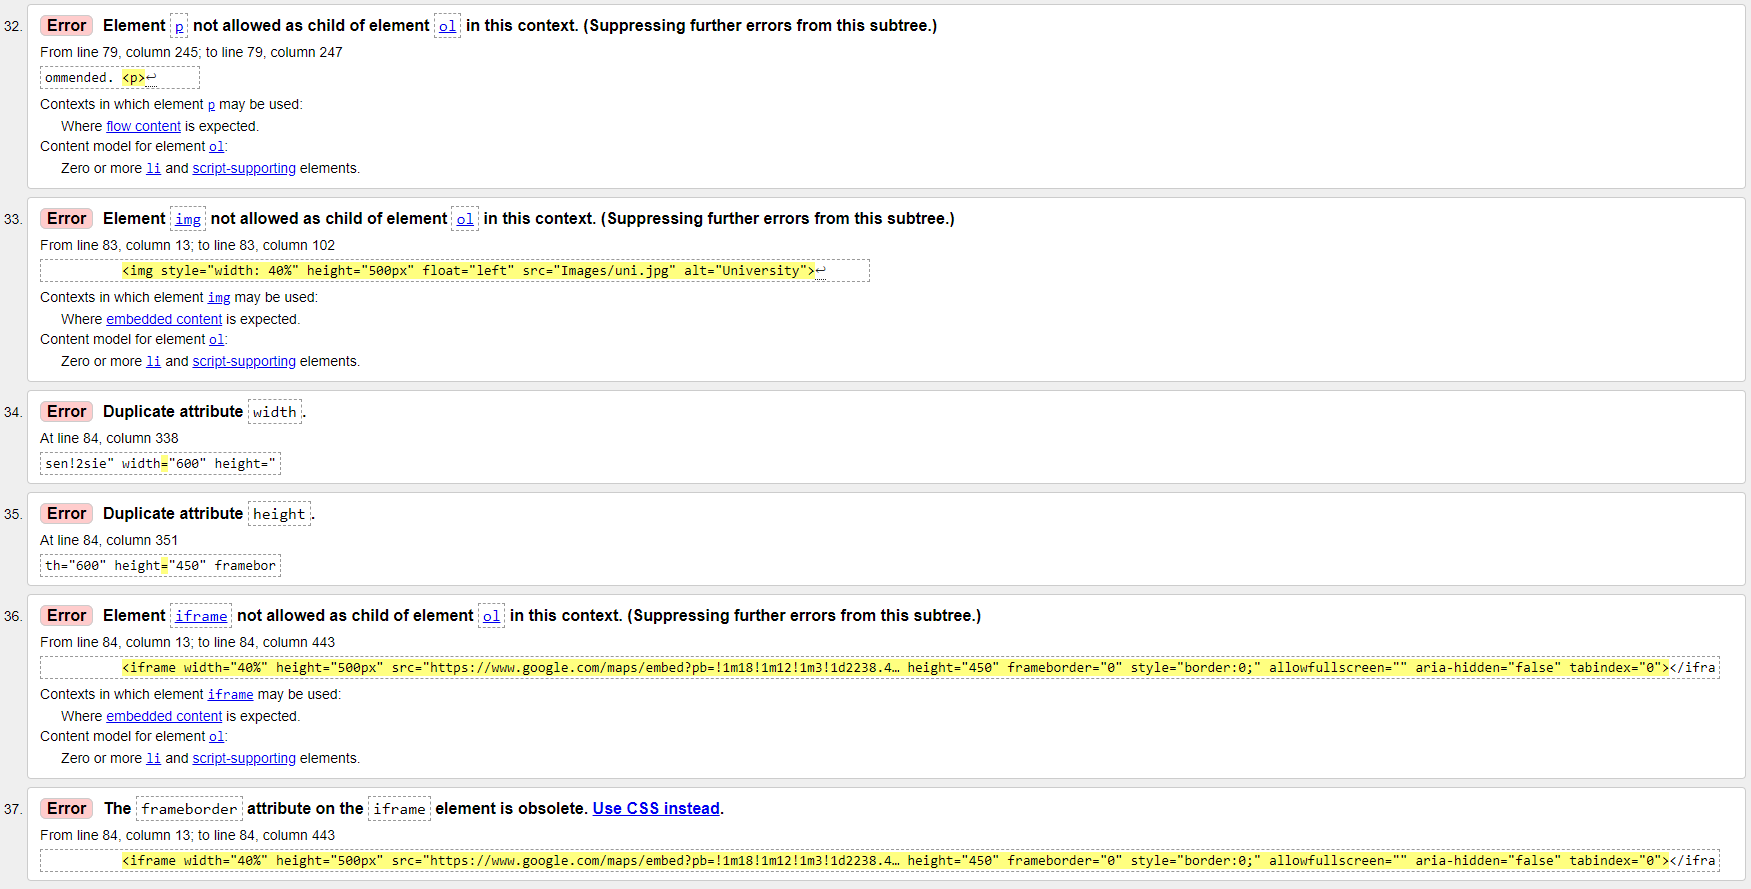 32. Error Element p not allowed as child of element ol in this context. (Suppressing further errors from this subtree.)
From line 79, column 245; to line 79, column 247
ommended. <p>↩
Contexts in which element p may be used:
Where flow content is expected.
Content model for element ol:
Zero or more li and script-supporting elements.
33. Error Element img not allowed as child of element ol in this context. (Suppressing further errors from this subtree.)
From line 83, column 13; to line 83, column 102
<img style="width: 40%" height="500px" float="left" src="Images/uni.jpg" alt="University">↩
Contexts in which element img may be used:
Where embedded content is expected.
Content model for element ol:
Zero or more li and script-supporting elements.
34. Error Duplicate attribute width.
At line 84, column 338
sen!2sie" width="600" height="
35. Error Duplicate attribute height.
At line 84, column 351
th="600" height="450" framebor
36. Error Element iframe not allowed as child of element ol in this context. (Suppressing further errors from this subtree.)
From line 84, column 13; to line 84, column 443
<iframe width="40%" height="500px" src="https://www.google.com/maps/embed?pb=!1m18!1m12!1m3!1d2238.4… height="450" frameborder="0" style="border:0;" allowfullscreen="" aria-hidden="false" tabindex="0"></ifra
Contexts in which element iframe may be used:
Where embedded content is expected.
Content model for element ol:
Zero or more li and script-supporting elements.
37. Error The frameborder attribute on the iframe element is obsolete. Use CSS instead.
From line 84, column 13; to line 84, column 443
<iframe width="40%" height="500px" src="https://www.google.com/maps/embed?pb=!1m18!1m12!1m3!1d2238.4… height="450" frameborder="0" style="border:0;" allowfullscreen="" aria-hidden="false" tabindex="0"></ifra